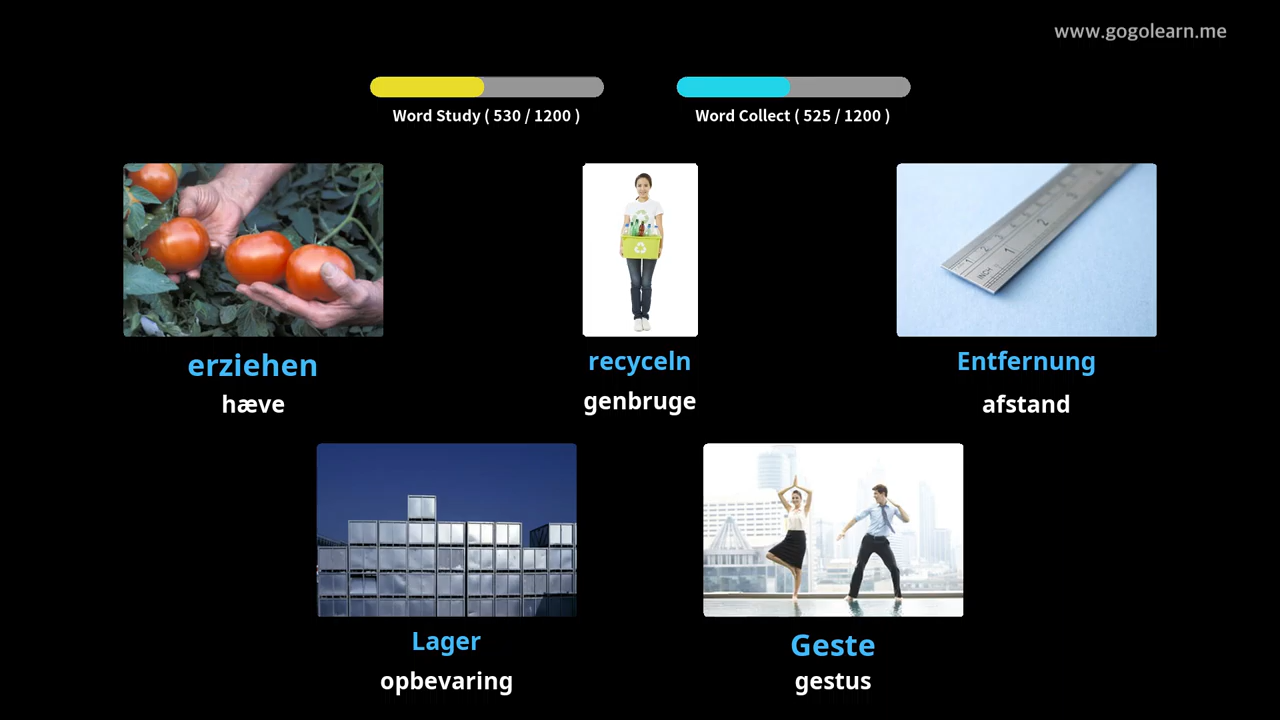 www.gogolearn.me
Word Study ( 530 / 1200 )
Word Collect ( 525 / 1200 )
erziehen
hæve
recyceln
genbruge
Entfernung
afstand
Lager
opbevaring
Geste
gestus